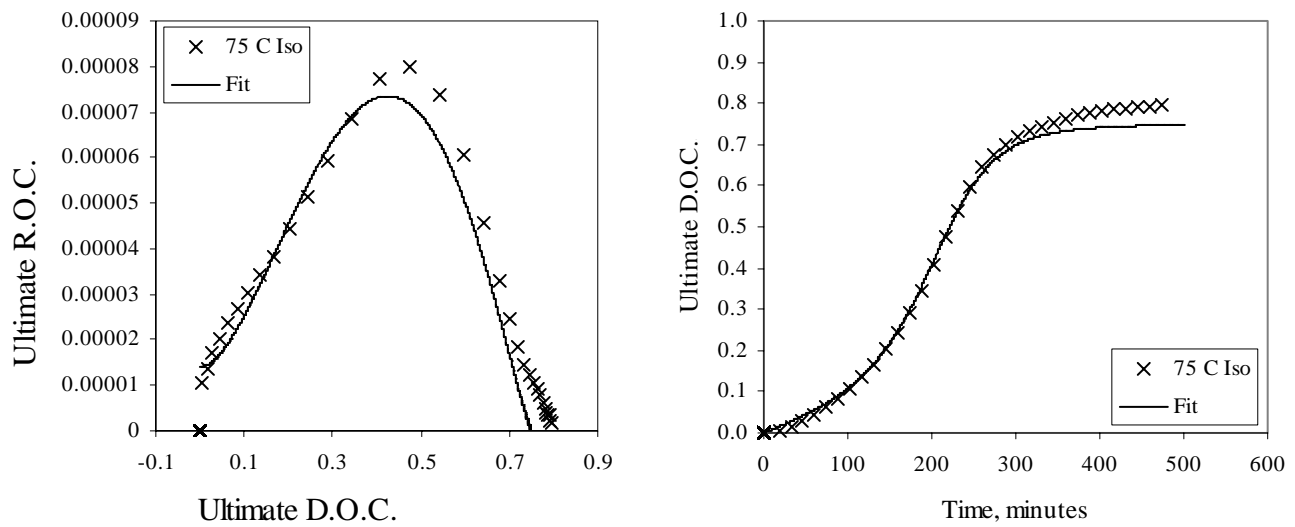 0.00009
0.00008
0.00007
0.00006
0.00005
0.00004
0.00003
0.00002
0.00001
0
-0.1 0.1 0.3 0.5 0.7 0.9
Ultimate R.O.C.
Ultimate D.O.C.
75 C Iso
Fit
1.0
0.9
0.8
0.7
0.6
0.5
0.4
0.3
0.2
0.1
0.0
0 100 200 300 400 500 600
Ultimate D.O.C.
Time, minutes
75 C Iso
Fit